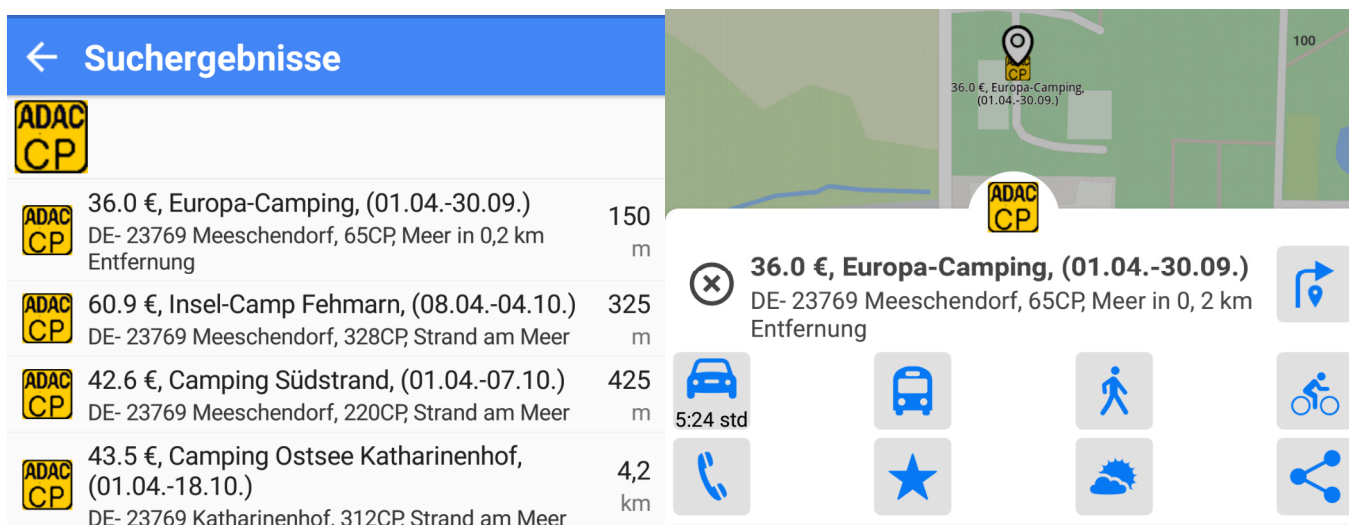 Suchergebnisse
ADAC
CP
ADAC
CP
36.0 €, Europa-Camping, (01.04.-30.09.)
DE- 23769 Meeschendorf, 65CP, Meer in 0,2 km
Entfernung
150
m
ADAC
CP
60.9 €, Insel-Camp Fehmarn, (08.04.-04.10.)
DE- 23769 Meeschendorf, 328CP, Strand am Meer
325
m
ADAC
CP
42.6 €, Camping Südstrand, (01.04.-07.10.)
DE- 23769 Meeschendorf, 220CP, Strand am Meer
425
m
ADAC
CP
43.5 €, Camping Ostsee Katharinenhof,
(01.04.-18.10.)
DE- 23769 Katharinenhof, 312CP, Strand am Meer
4,2
km
100
ADAC
CP
36.0 €, Europa-Camping,
(01.04.-30.09.)
ADAC
CP
36.0 €, Europa-Camping, (01.04.-30.09.)
DE- 23769 Meeschendorf, 65CP, Meer in 0, 2 km
Entfernung
5:24 std